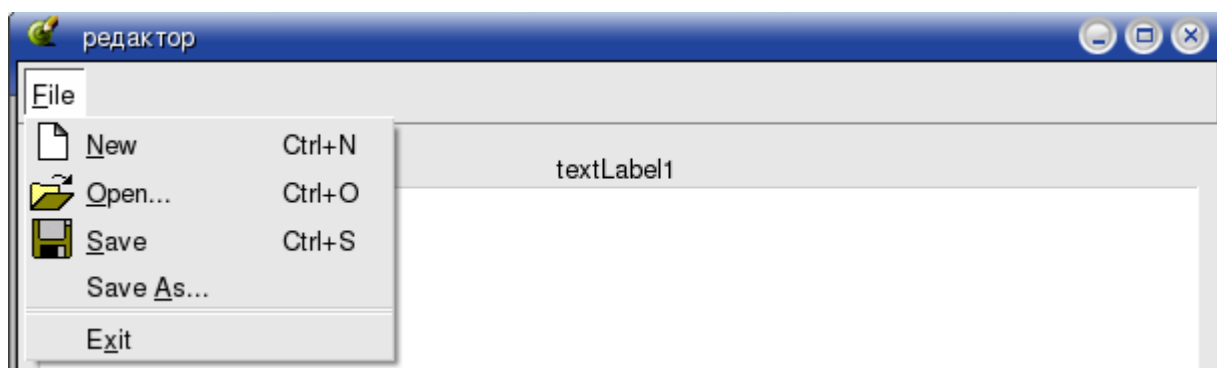 редактор
File
New Ctrl+N
textLabel1
Open... Ctrl+O
Save Ctrl+S
Save As...
Exit